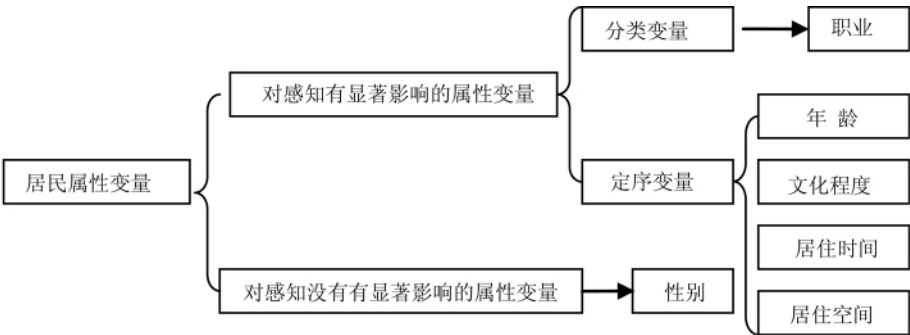 居民属性变量
对感知有显著影响的属性变量
分类变量
职业
定序变量
年 龄
文化程度
居住时间
居住空间
对感知没有有显著影响的属性变量
性别